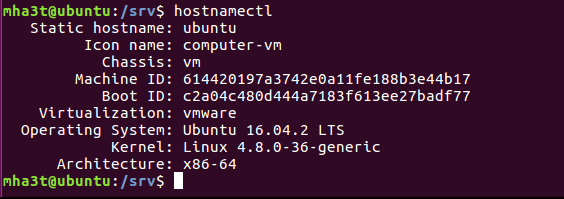 mha3t@ubuntu:/srv$ hostnamectl
Static hostname: ubuntu
Icon name: computer-vm
Chassis: vm
Machine ID: 614420197a3742e0a11fe188b3e44b17
Boot ID: c2a04c480d444a7183f613ee27badf77
Virtualization: vmware
Operating System: Ubuntu 16.04.2 LTS
Kernel: Linux 4.8.0-36-generic
Architecture: x86-64
mha3t@ubuntu:/srv$